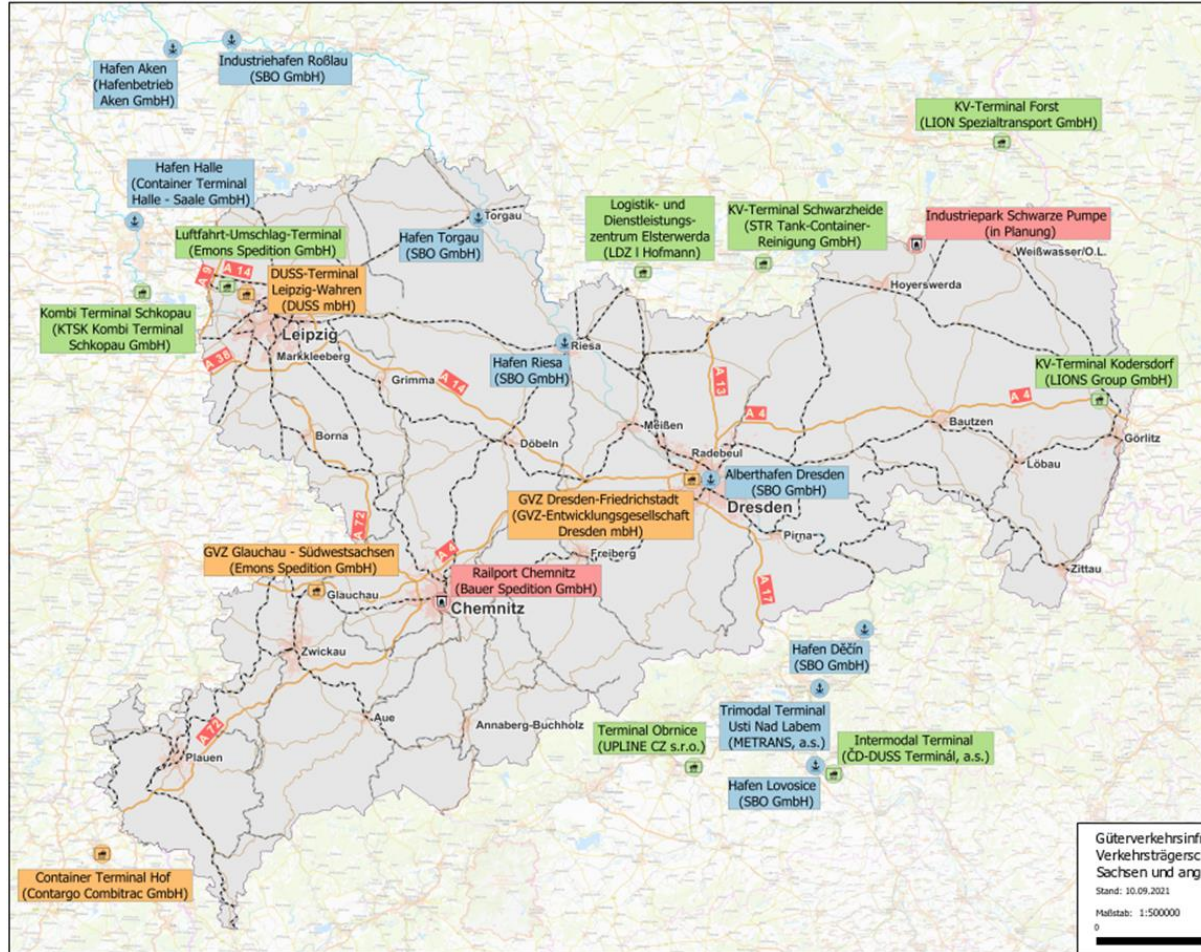 Hafen Aken
(Hafenbetrieb
Aken GmbH)
Industriehafen Roßlau
(SBO GmbH)
KV-Terminal Forst
(LION Spezialtransport GmbH)
Hafen Halle
(Container Terminal
Halle - Saale GmbH)
Luftfahrt-Umschlag-Terminal
(Emons Spedition GmbH)
Torgau
Hafen Torgau
(SBO GmbH)
Logistik- und
Dienstleistungs-
zentrum Elsterwerda
(LDZ l Hofmann)
KV-Terminal Schwarzheide
(STR Tank-Container-
Reinigung GmbH)
Industriepark Schwarze Pumpe
(in Planung)
Weißwasser/O.L.
Hoyerswerda
A 9
A 14
DUSS-Terminal
Leipzig-Wahren
(DUSS mbH)
Kombi Terminal Schkopau
(KTSK Kombi Terminal
Schkopau GmbH)
Leipzig
Markkleeberg
A 38
Grimma
A 14
Hafen Riesa
(SBO GmbH)
Riesa
A 13
A 4
A 4
KV-Terminal Kodersdorf
(LIONS Group GmbH)
Bautzen
Görlitz
Löbau
Borna
Döbeln
Meißen
Radebeul
Alberthafen Dresden
(SBO GmbH)
Dresden
GVZ Dresden-Friedrichstadt
(GVZ-Entwicklungsgesellschaft
Dresden mbH)
Pirna
Freiberg
A 72
A 4
A 17
Zittau
GVZ Glauchau - Südwestsachsen
(Emons Spedition GmbH)
Glauchau
Railport Chemnitz
(Bauer Spedition GmbH)
Chemnitz
Zwickau
Hafen Děčín
(SBO GmbH)
Aue
Annaberg-Buchholz
A 72
Plauen
Terminal Obrnice
(UPLINE CZ s.r.o.)
Trimodal Terminal
Usti Nad Labem
(METRANS, a.s.)
Intermodal Terminal
(ČD-DUSS Terminál, a.s.)
Hafen Lovosice
(SBO GmbH)
Container Terminal Hof
(Contargo Combitrac GmbH)
Güterverkehrsinf
Verkehrsträgersc
Sachsen und ang
Stand: 10.09.2021
Maßstab: 1:500000
0